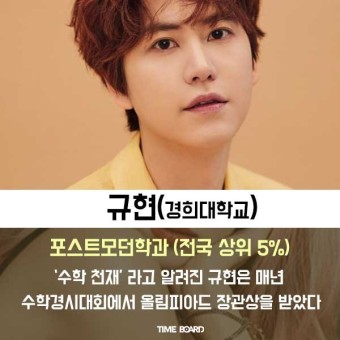 규현(경희대학교)
포스트모던학과 (전국 상위 5%)
'수학 천재' 라고 알려진 규현은 매년
수학경시대회에서 올림피아드 장관상을 받았다
TIME BOARD